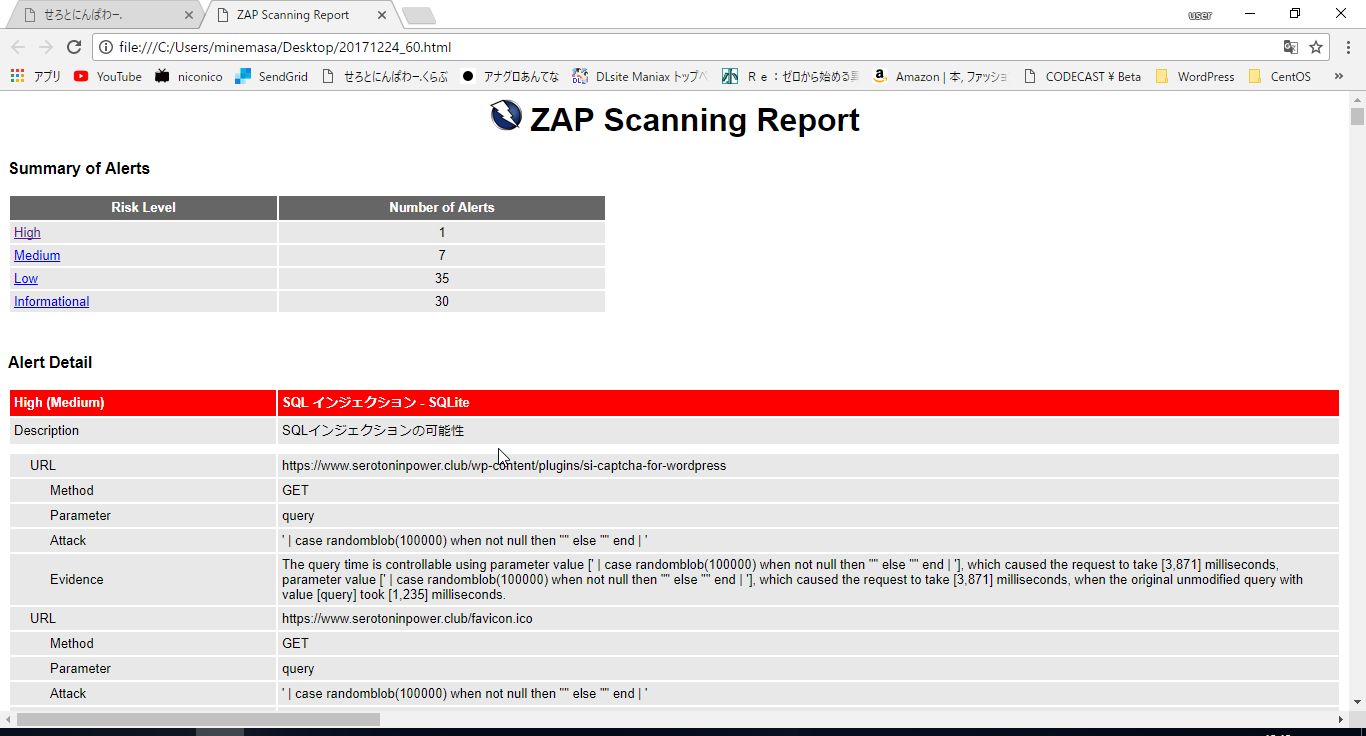 せろとにんぱわー.
ZAP Scanning Report
user
file:///C:/Users/minemasa/Desktop/20171224_60.html
アプリ YouTube niconico SendGrid せろとにんぱわー.くらぶ アナグロあんてな DLsite Maniax トップペ Ｒｅ：ゼロから始める Amazon | 本, ファッショ CODECAST ¥ Beta WordPress CentOS »
ZAP Scanning Report
Summary of Alerts
Risk Level Number of Alerts
High 1
Medium 7
Low 35
Informational 30
Alert Detail
High (Medium) SQL インジェクション - SQLite
Description SQLインジェクションの可能性
URL https://www.serotoninpower.club/wp-content/plugins/si-captcha-for-wordpress
Method GET
Parameter query
Attack ' | case randomblob(100000) when not null then "" else "" end | '
Evidence The query time is controllable using parameter value [' | case randomblob(100000) when not null then "" else "" end | '], which caused the request to take [3,871] milliseconds,
parameter value [' | case randomblob(100000) when not null then "" else "" end | '], which caused the request to take [3,871] milliseconds, when the original unmodified query with
value [query] took [1,235] milliseconds.
URL https://www.serotoninpower.club/favicon.ico
Method GET
Parameter query
Attack ' | case randomblob(100000) when not null then "" else "" end | '